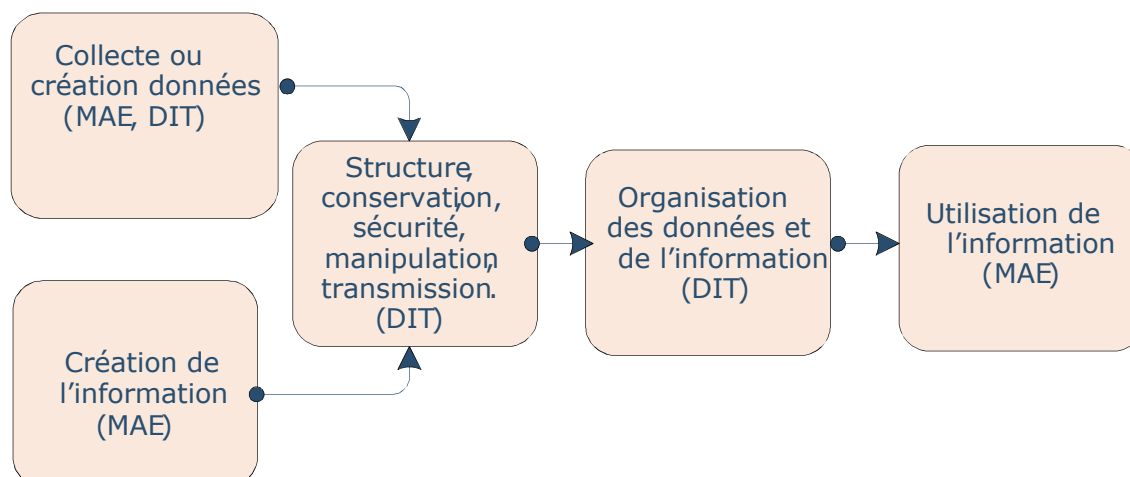 Collecte ou
création données
(MAE, DIT)
Création de
l'information
(MAE)
Structure,
conservation,
sécurité,
manipulation,
transmission.
(DIT)
Organisation
des données et
de l'information
(DIT)
Utilisation de
l'information
(MAE)